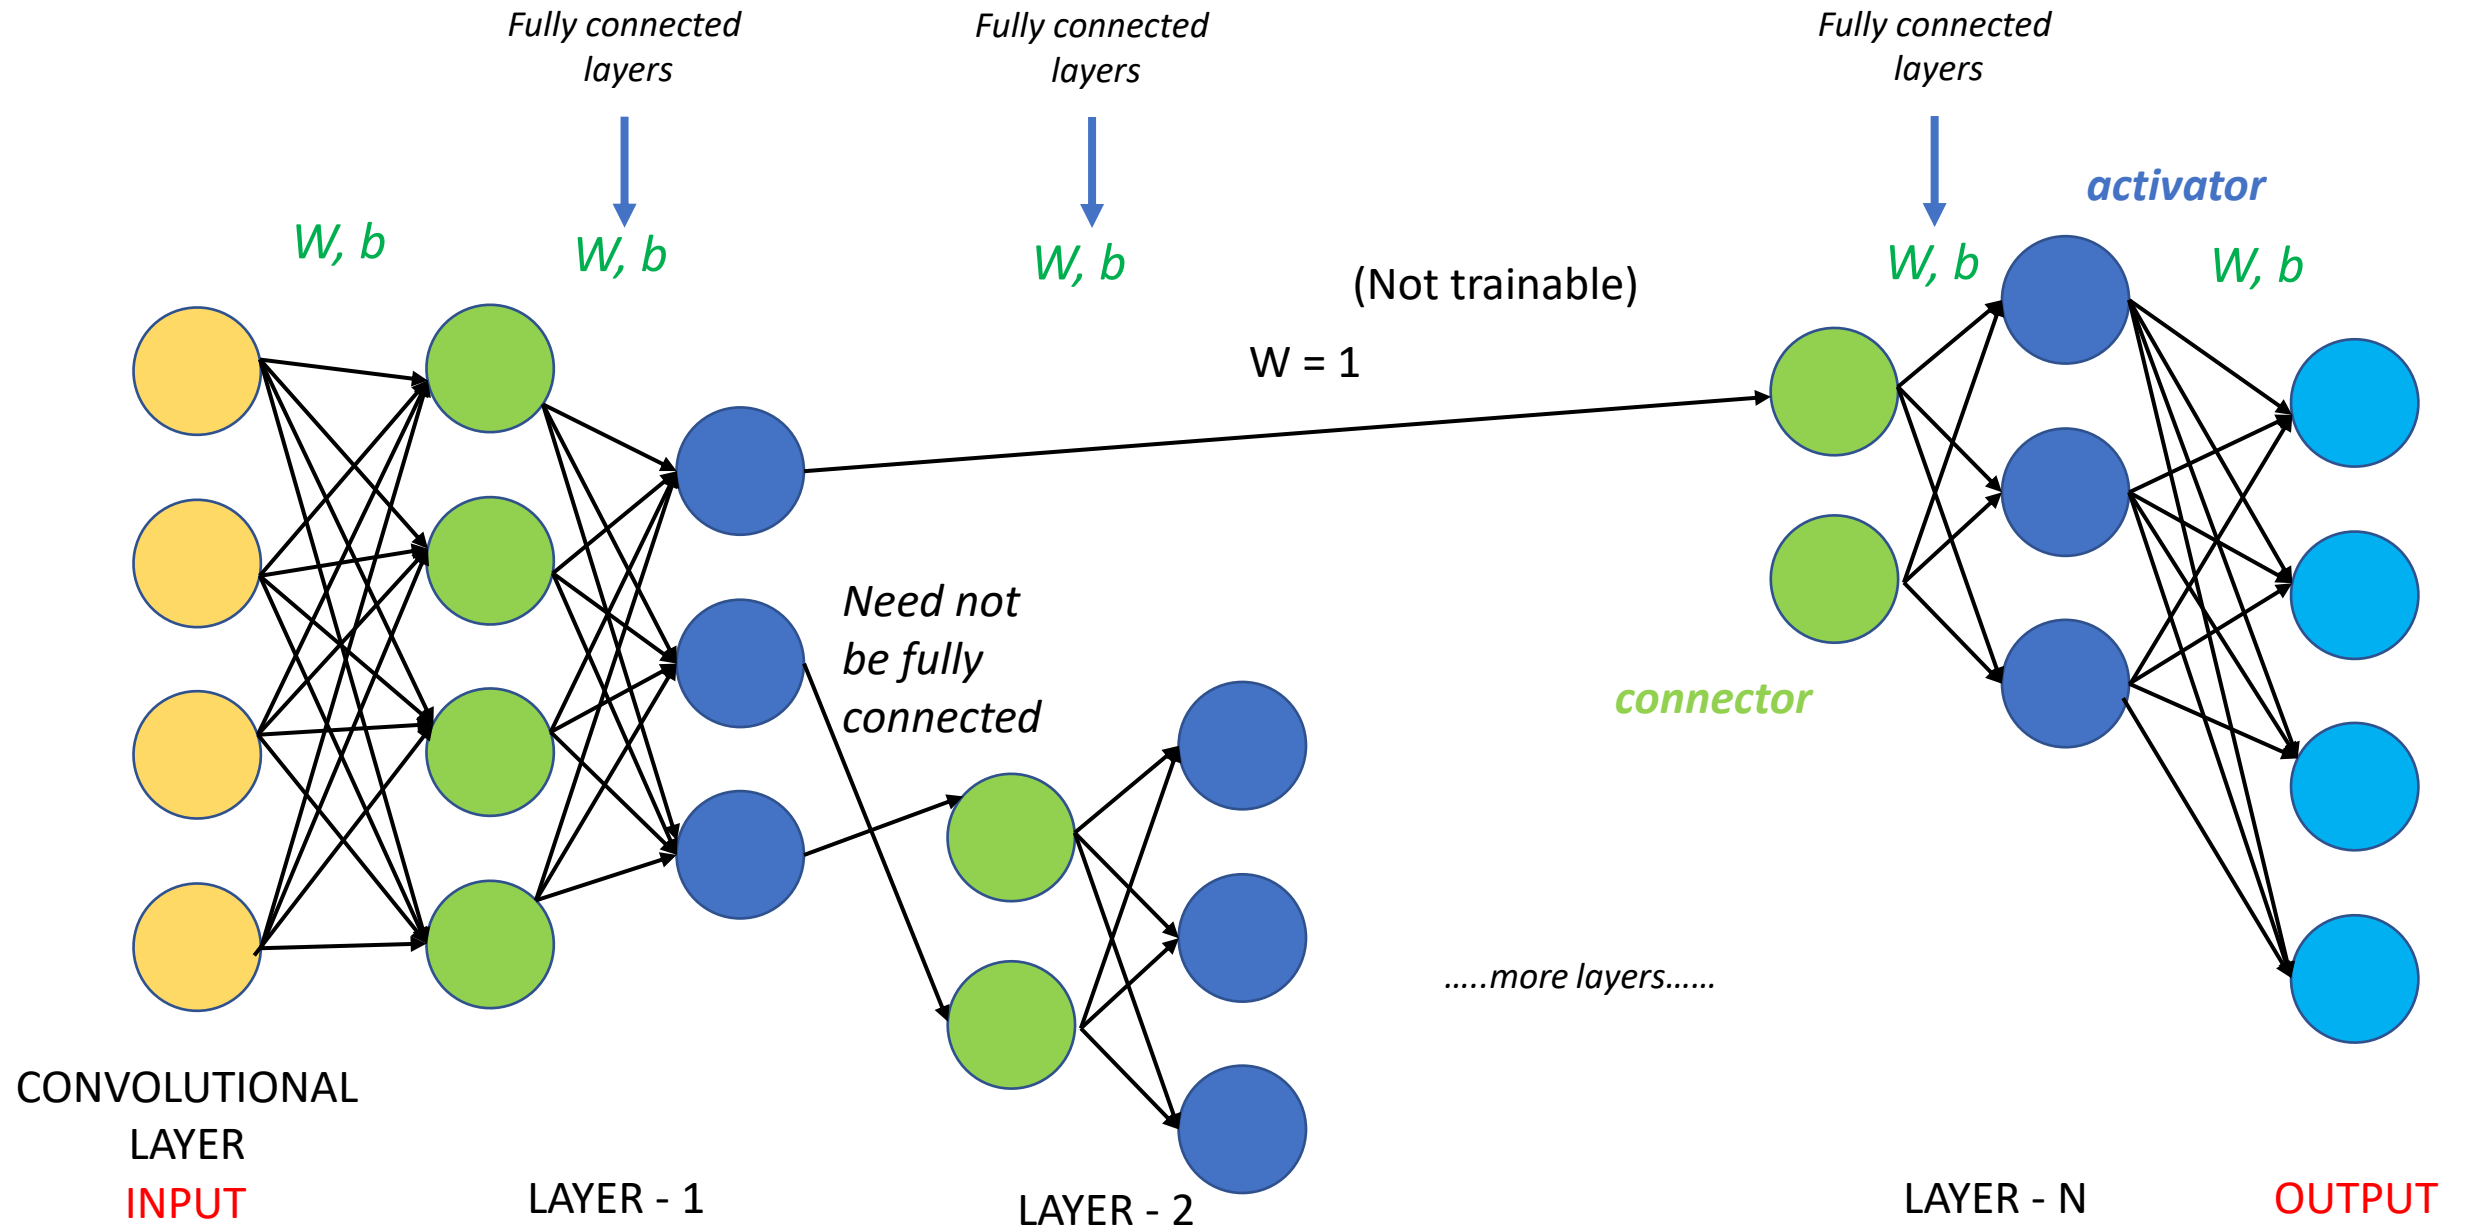 Fully connected
layers
Fully connected
layers
Fully connected
layers
activator
W, b
W, b
W, b
W, b
W, b
(Not trainable)
W = 1
Need not
be fully
connected
connector
.....more layers......
CONVOLUTIONAL
LAYER
INPUT
LAYER - 1
LAYER - 2
LAYER - N
OUTPUT